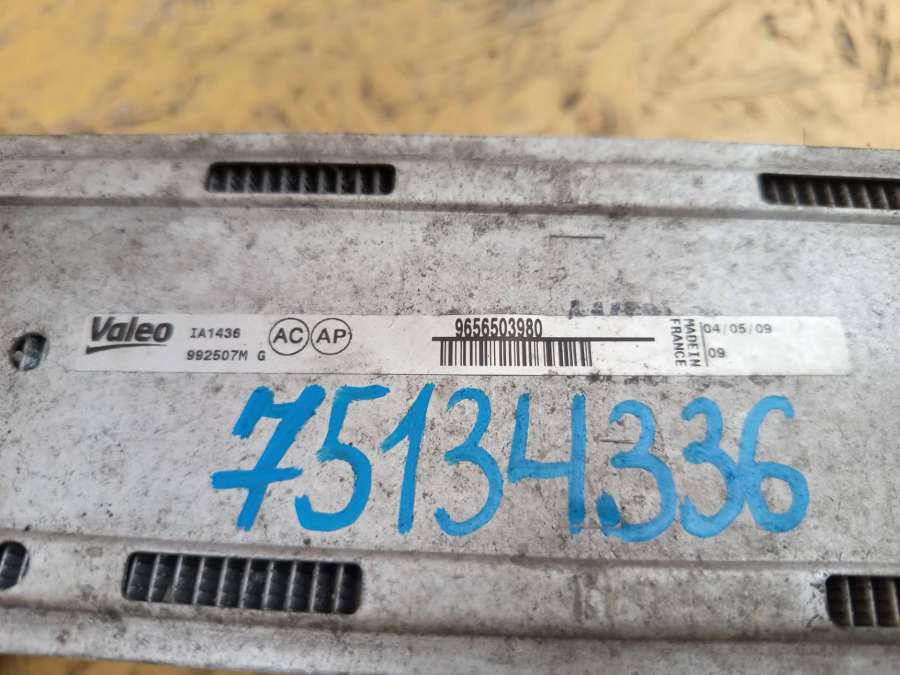 Valeo
IA1436
992507M G
AC AP
9656503980
MADE IN
FRANCE
04/05/09
09
75134336